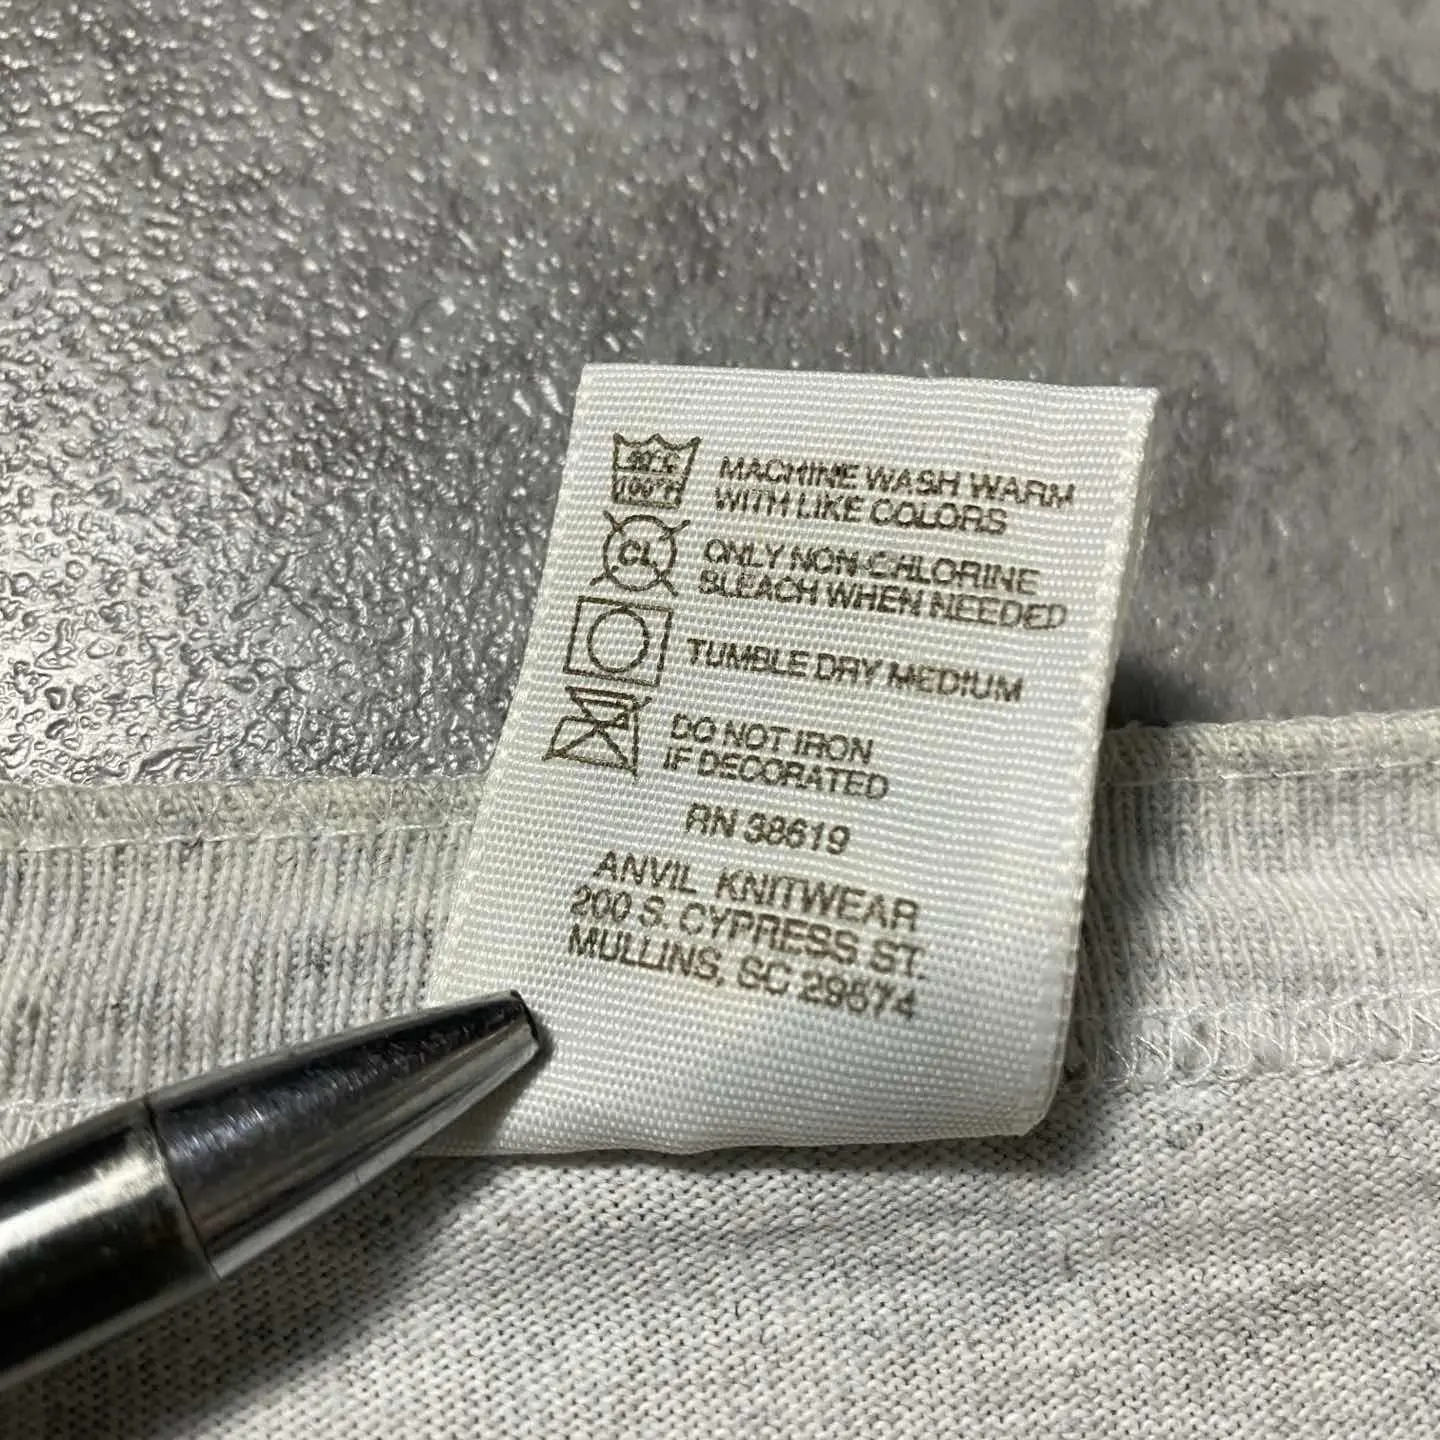 100°F
MACHINE WASH WARM
WITH LIKE COLORS
CL
ONLY NON-CHLORINE
BLEACH WHEN NEEDED
TUMBLE DRY MEDIUM
DO NOT IRON
IF DECORATED
RN 38619
ANVIL KNITWEAR
200 S. CYPRESS ST.
MULLINS, SC 29574